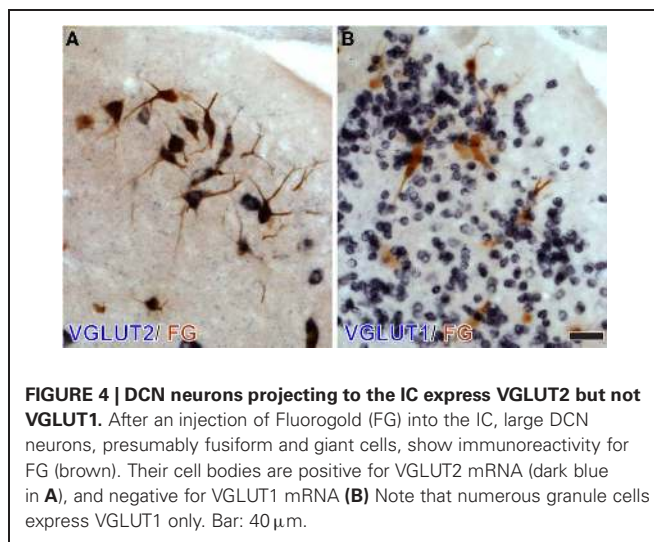 A
B
VGLUT2/ FG
VGLUT1/ FG
FIGURE 4 | DCN neurons projecting to the IC express VGLUT2 but not
VGLUT1. After an injection of Fluorogold (FG) into the IC, large DCN
neurons, presumably fusiform and giant cells, show immunoreactivity for
FG (brown). Their cell bodies are positive for VGLUT2 mRNA (dark blue
in A), and negative for VGLUT1 mRNA (B) Note that numerous granule cells
express VGLUT1 only. Bar: 40 μm.